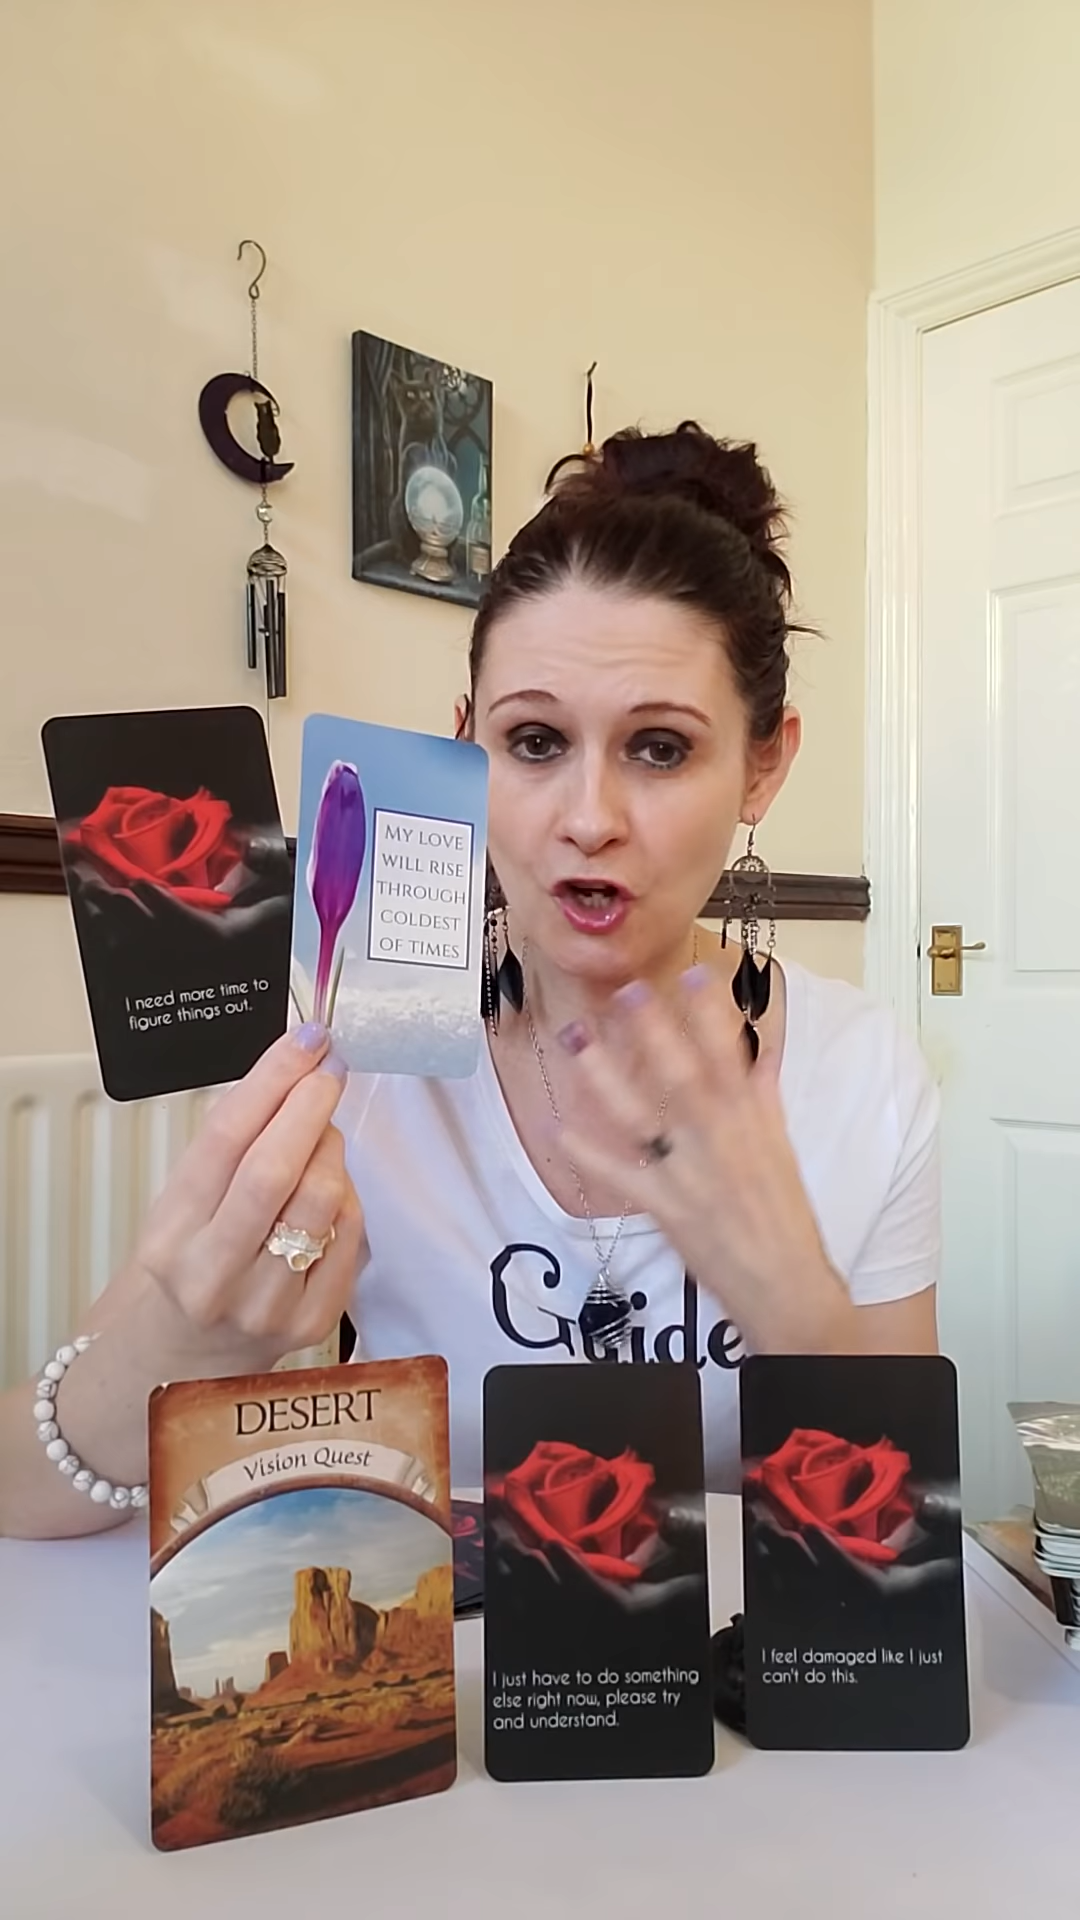 MY LOVE
WILL RISE
THROUGH
COLDEST
OF TIMES
I need more time to
figure things out.
Guide
DESERT
Vision Quest
I just have to do something
else right now, please try
and understand.
I feel damaged like I just
can't do this.